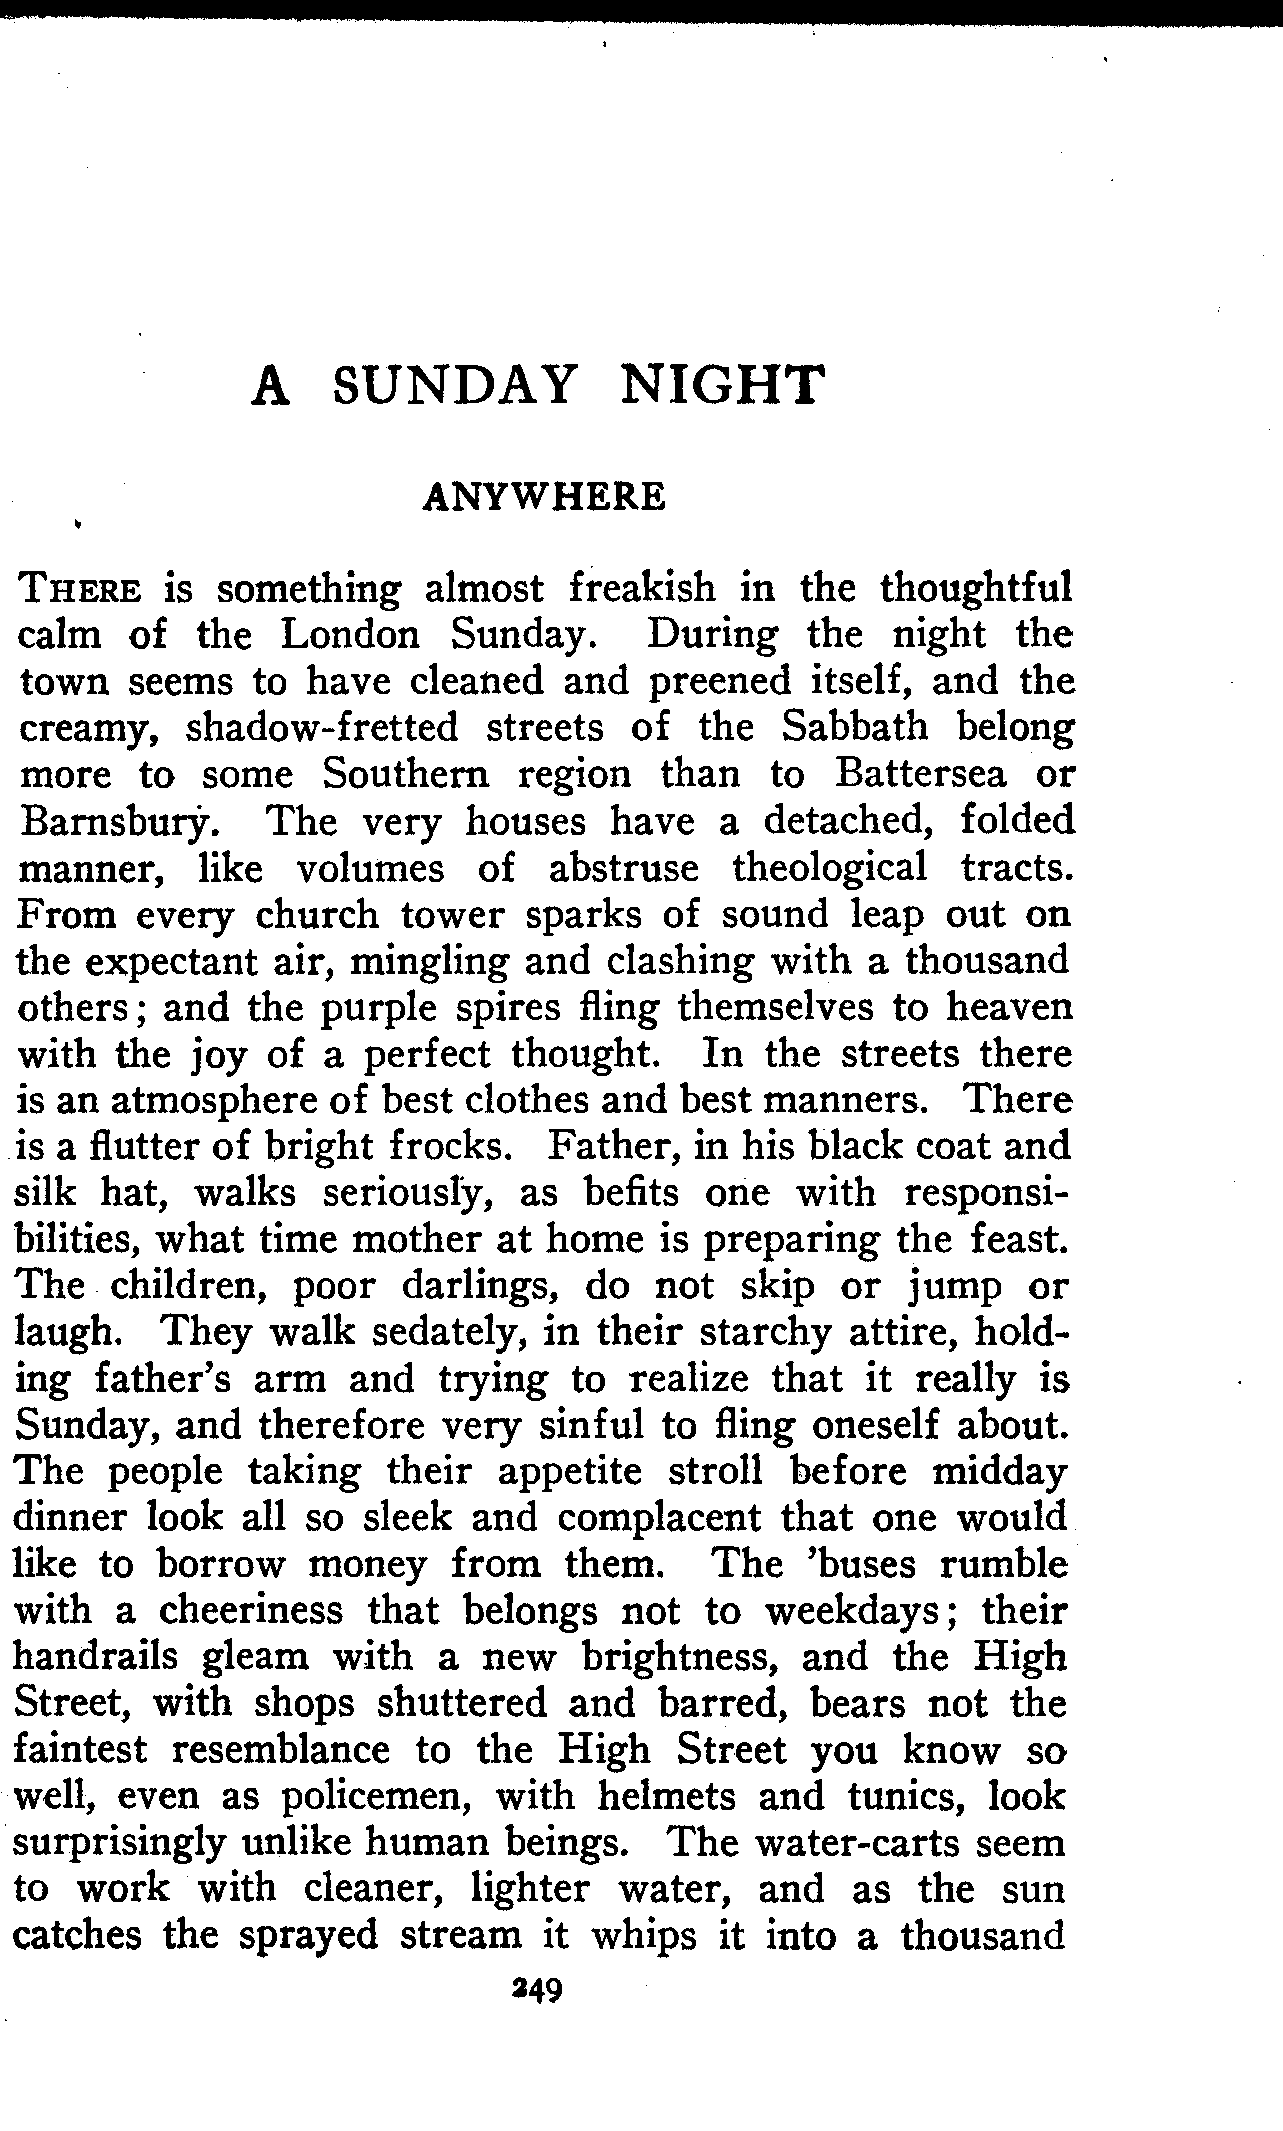 A SUNDAY NIGHT
ANYWHERE
THERE is something almost freakish in the thoughtful
calm of the London Sunday. During the night the
town seems to have cleaned and preened itself, and the
creamy, shadow-fretted streets of the Sabbath belong
more to some Southern region than to Battersea or
Barnsbury. The very houses have a detached, folded
manner, like volumes of abstruse theological tracts.
From every church tower sparks of sound leap out on
the expectant air, mingling and clashing with a thousand
others; and the purple spires fling themselves to heaven
with the joy of a perfect thought. In the streets there
is an atmosphere of best clothes and best manners. There
is a flutter of bright frocks. Father, in his black coat and
silk hat, walks seriously, as befits one with responsi-
bilities, what time mother at home is preparing the feast.
The children, poor darlings, do not skip or jump or
laugh. They walk sedately, in their starchy attire, hold-
ing father's arm and trying to realize that it really is
Sunday, and therefore very sinful to fling oneself about.
The people taking their appetite stroll before midday
dinner look all so sleek and complacent that one would
like to borrow money from them. The 'buses rumble
with a cheeriness that belongs not to weekdays; their
handrails gleam with a new brightness, and the High
Street, with shops shuttered and barred, bears not the
faintest resemblance to the High Street you know so
well, even as policemen, with helmets and tunics, look
surprisingly unlike human beings. The water-carts seem
to work with cleaner, lighter water, and as the sun
catches the sprayed stream it whips it into a thousand
249